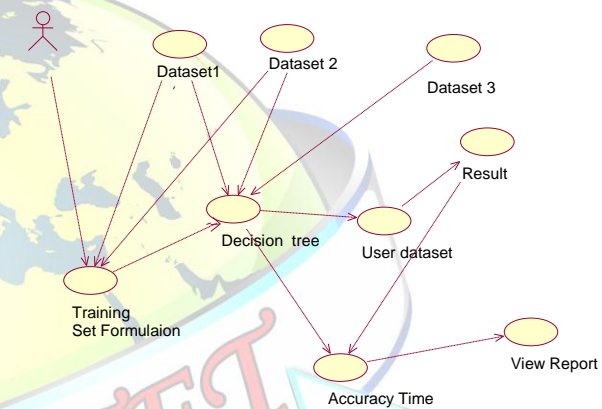 Dataset1
Dataset 2
Dataset 3
Result
Decision tree
User dataset
Training
Set Formulaion
View Report
Accuracy Time